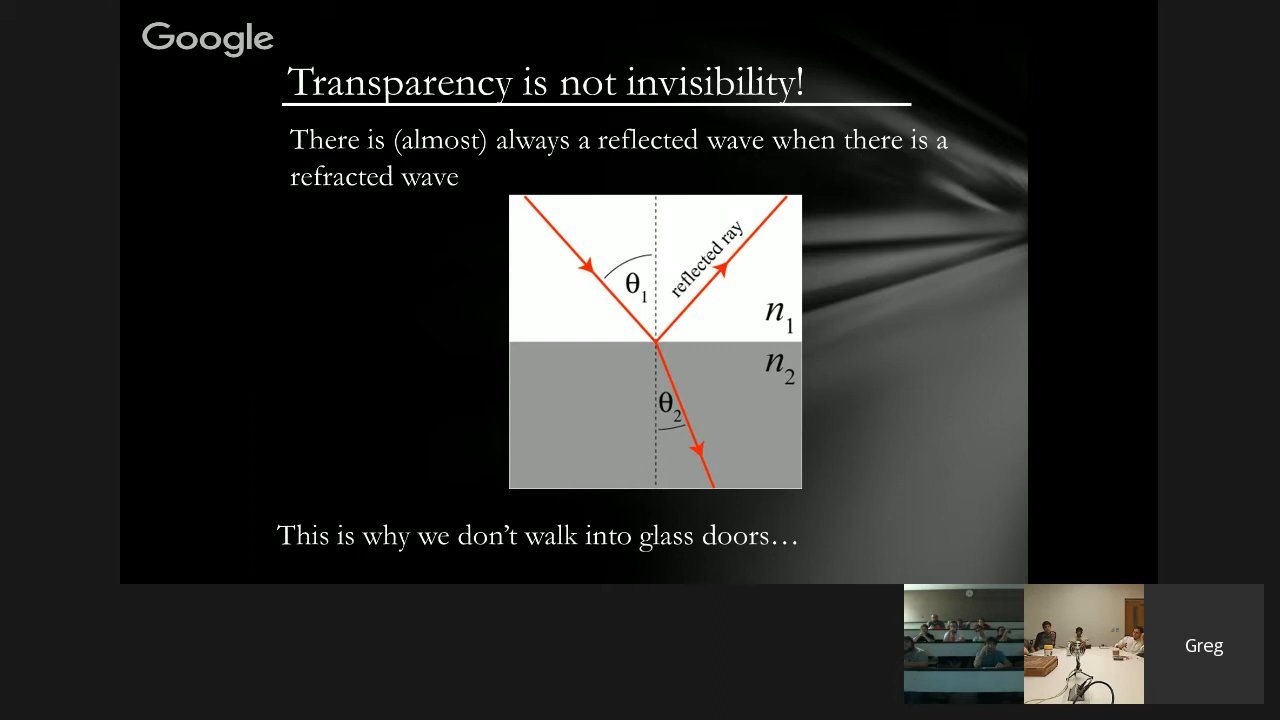 Google
Transparency is not invisibility!
There is (almost) always a reflected wave when there is a
refracted wave
reflected ray
θ1
n1
n2
θ2
This is why we don’t walk into glass doors…
Greg